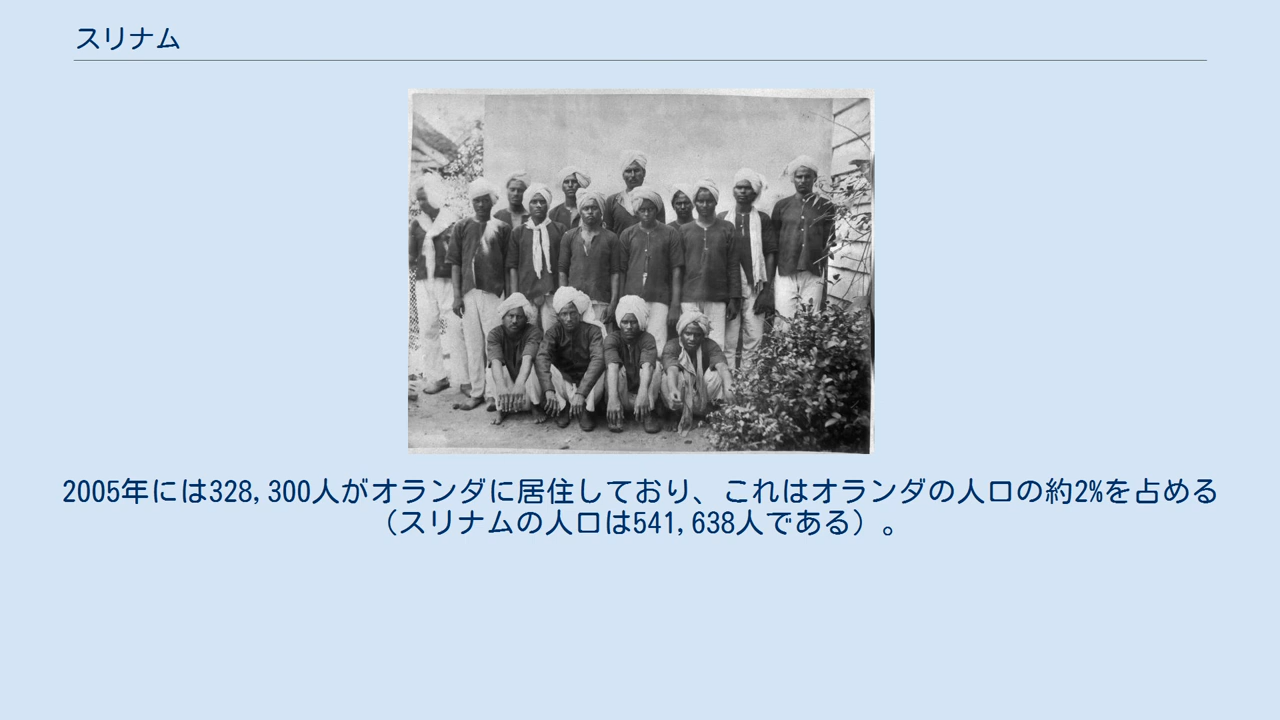 スリナム
2005年には328,300人がオランダに居住しており、これはオランダの人口の約2%を占める
（スリナムの人口は541,638人である）。